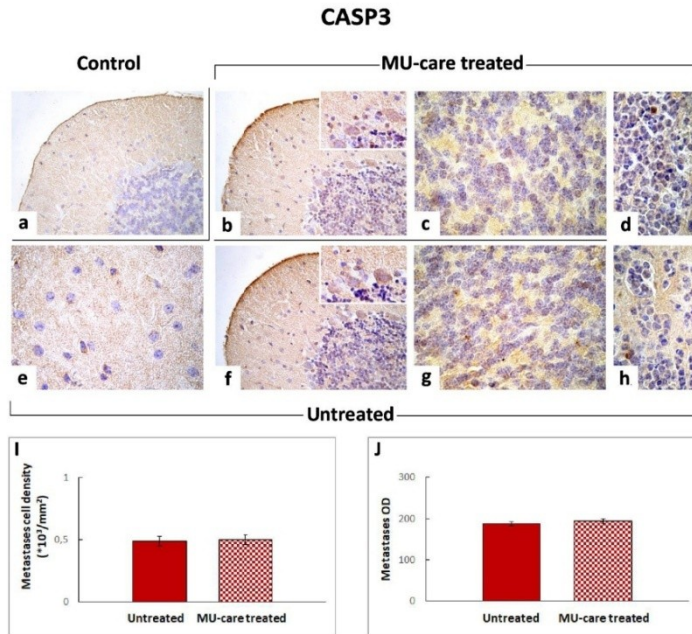 CASP3
Control
MU-care treated
a
b
c
d
e
f
g
h
Untreated
I
Metastases cell density
(*10³/mm²)
1
0,5
0
Untreated
MU-care treated
J
Metastases OD
300
200
100
0
Untreated
MU-care treated